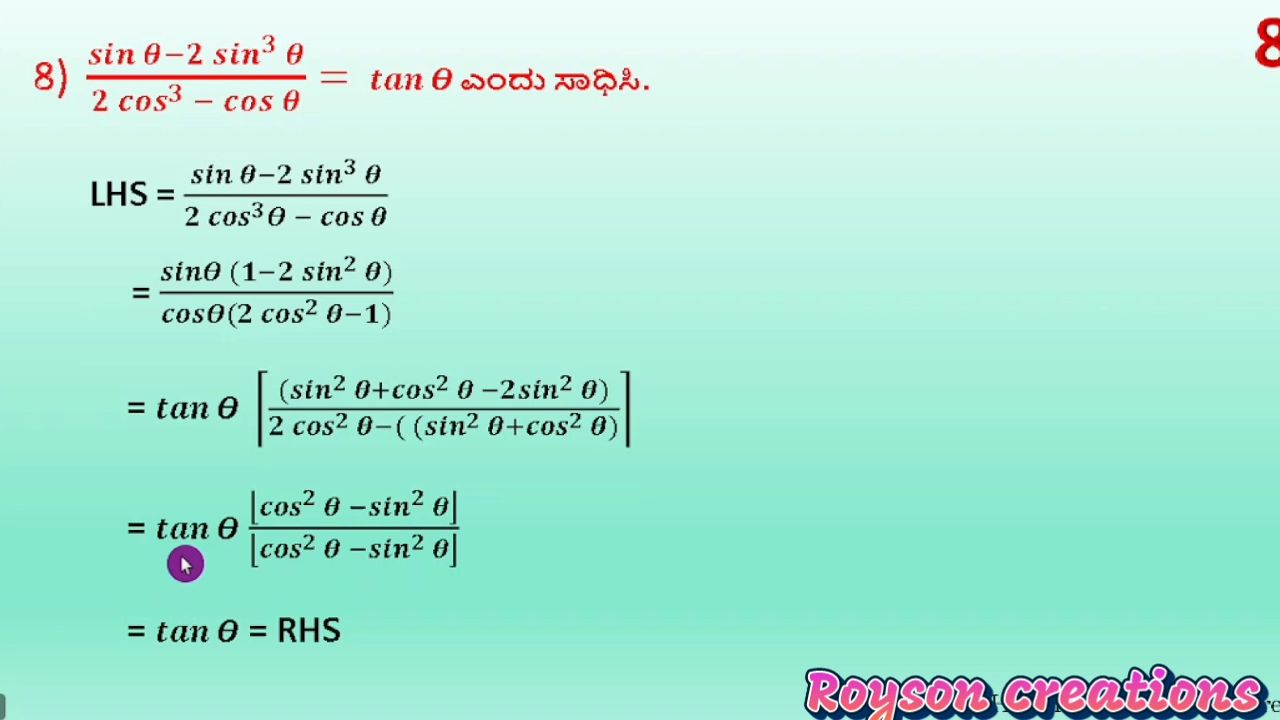 8) (sin θ−2 sin³ θ)/(2 cos³ − cos θ) = tan θ ಎಂದು ಸಾಧಿಸಿ.
8
LHS = (sin θ−2 sin³ θ)/(2 cos³θ − cos θ)
= (sinθ (1−2 sin² θ))/(cosθ(2 cos² θ−1))
= tan θ [(sin² θ+cos² θ −2sin² θ)/(2 cos² θ−( (sin² θ+cos² θ)]
= tan θ [cos² θ −sin² θ]/[cos² θ −sin² θ]
= tan θ = RHS
Royson creations